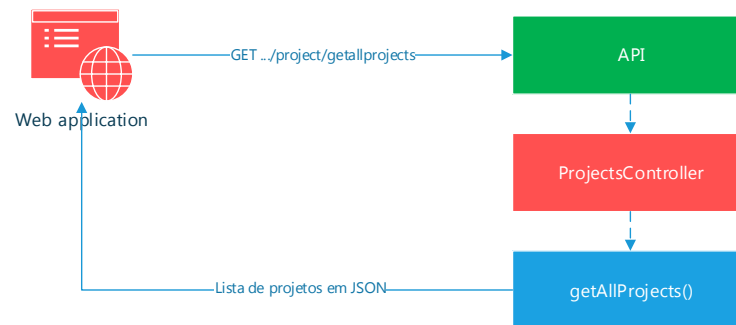 GET .../project/getallprojects
API
Web application
ProjectsController
Lista de projetos em JSON
getAllProjects()